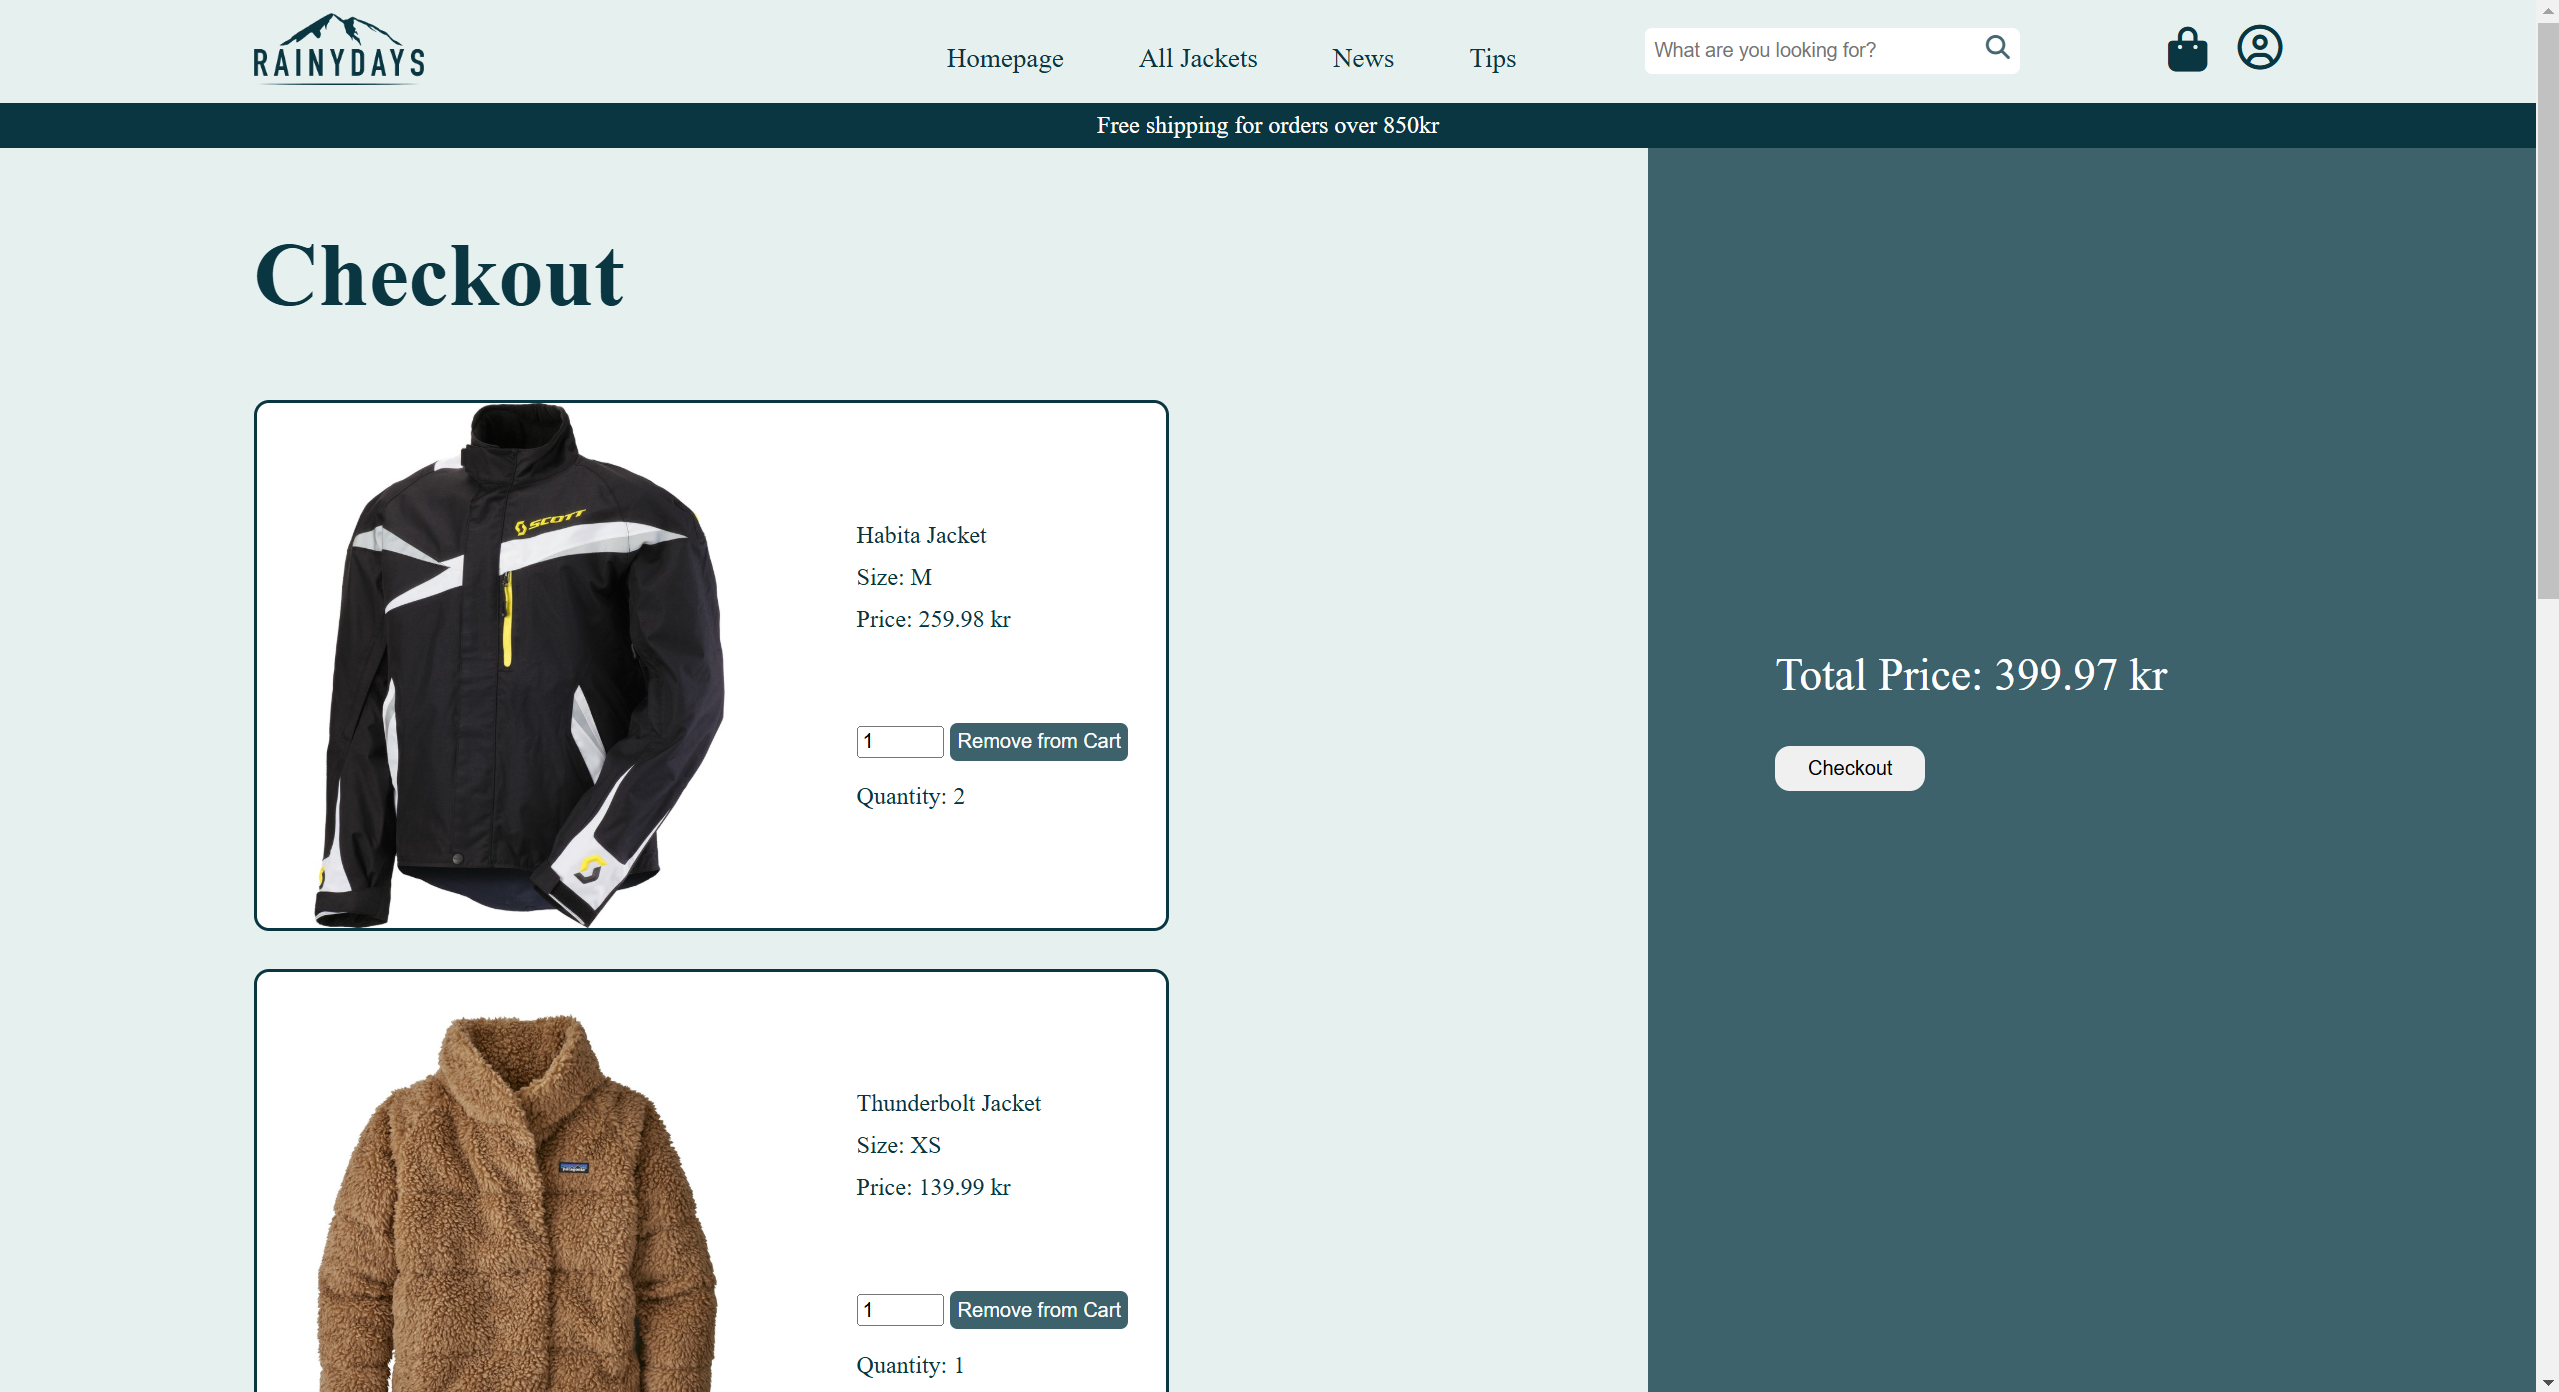 RAINYDAYS
Homepage
All Jackets
News
Tips
What are you looking for?
Free shipping for orders over 850kr
Checkout
SCOTT
Habita Jacket
Size: M
Price: 259.98 kr
1
Remove from Cart
Quantity: 2
Total Price: 399.97 kr
Checkout
patagonia
Thunderbolt Jacket
Size: XS
Price: 139.99 kr
1
Remove from Cart
Quantity: 1